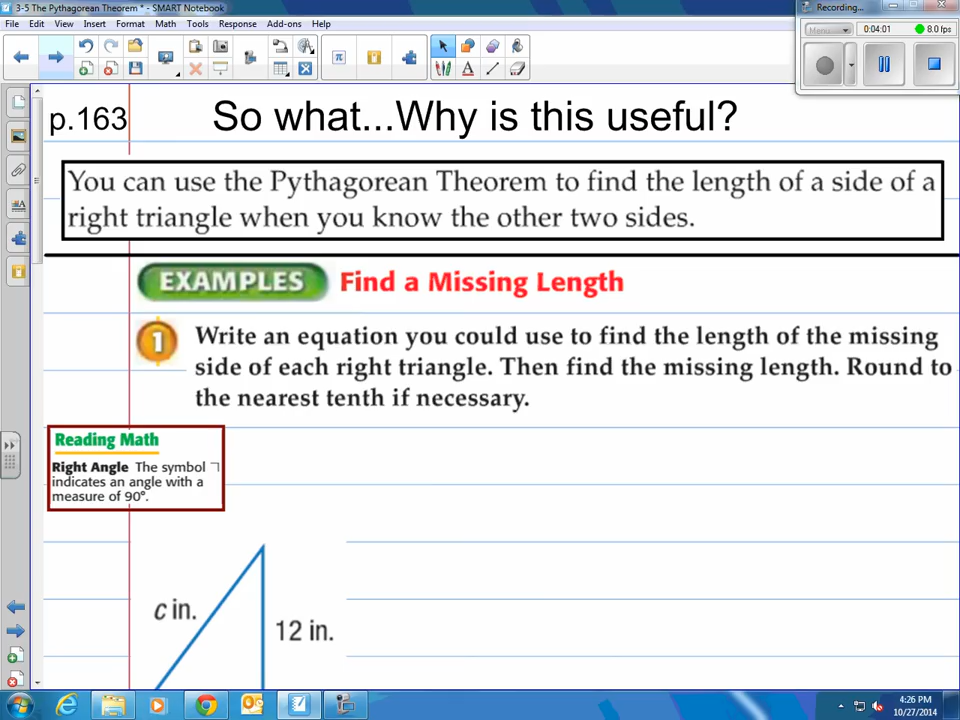 3-5 The Pythagorean Theorem * - SMART Notebook
Recording...
File Edit View Insert Format Math Tools Response Add-ons Help
Menu 0:04:01 8.0 fps
p.163 So what...Why is this useful?
You can use the Pythagorean Theorem to find the length of a side of a
right triangle when you know the other two sides.
EXAMPLES Find a Missing Length
1 Write an equation you could use to find the length of the missing
side of each right triangle. Then find the missing length. Round to
the nearest tenth if necessary.
Reading Math
Right Angle The symbol ㄱ
indicates an angle with a
measure of 90°.
c in.
12 in.
4:26 PM
10/27/2014